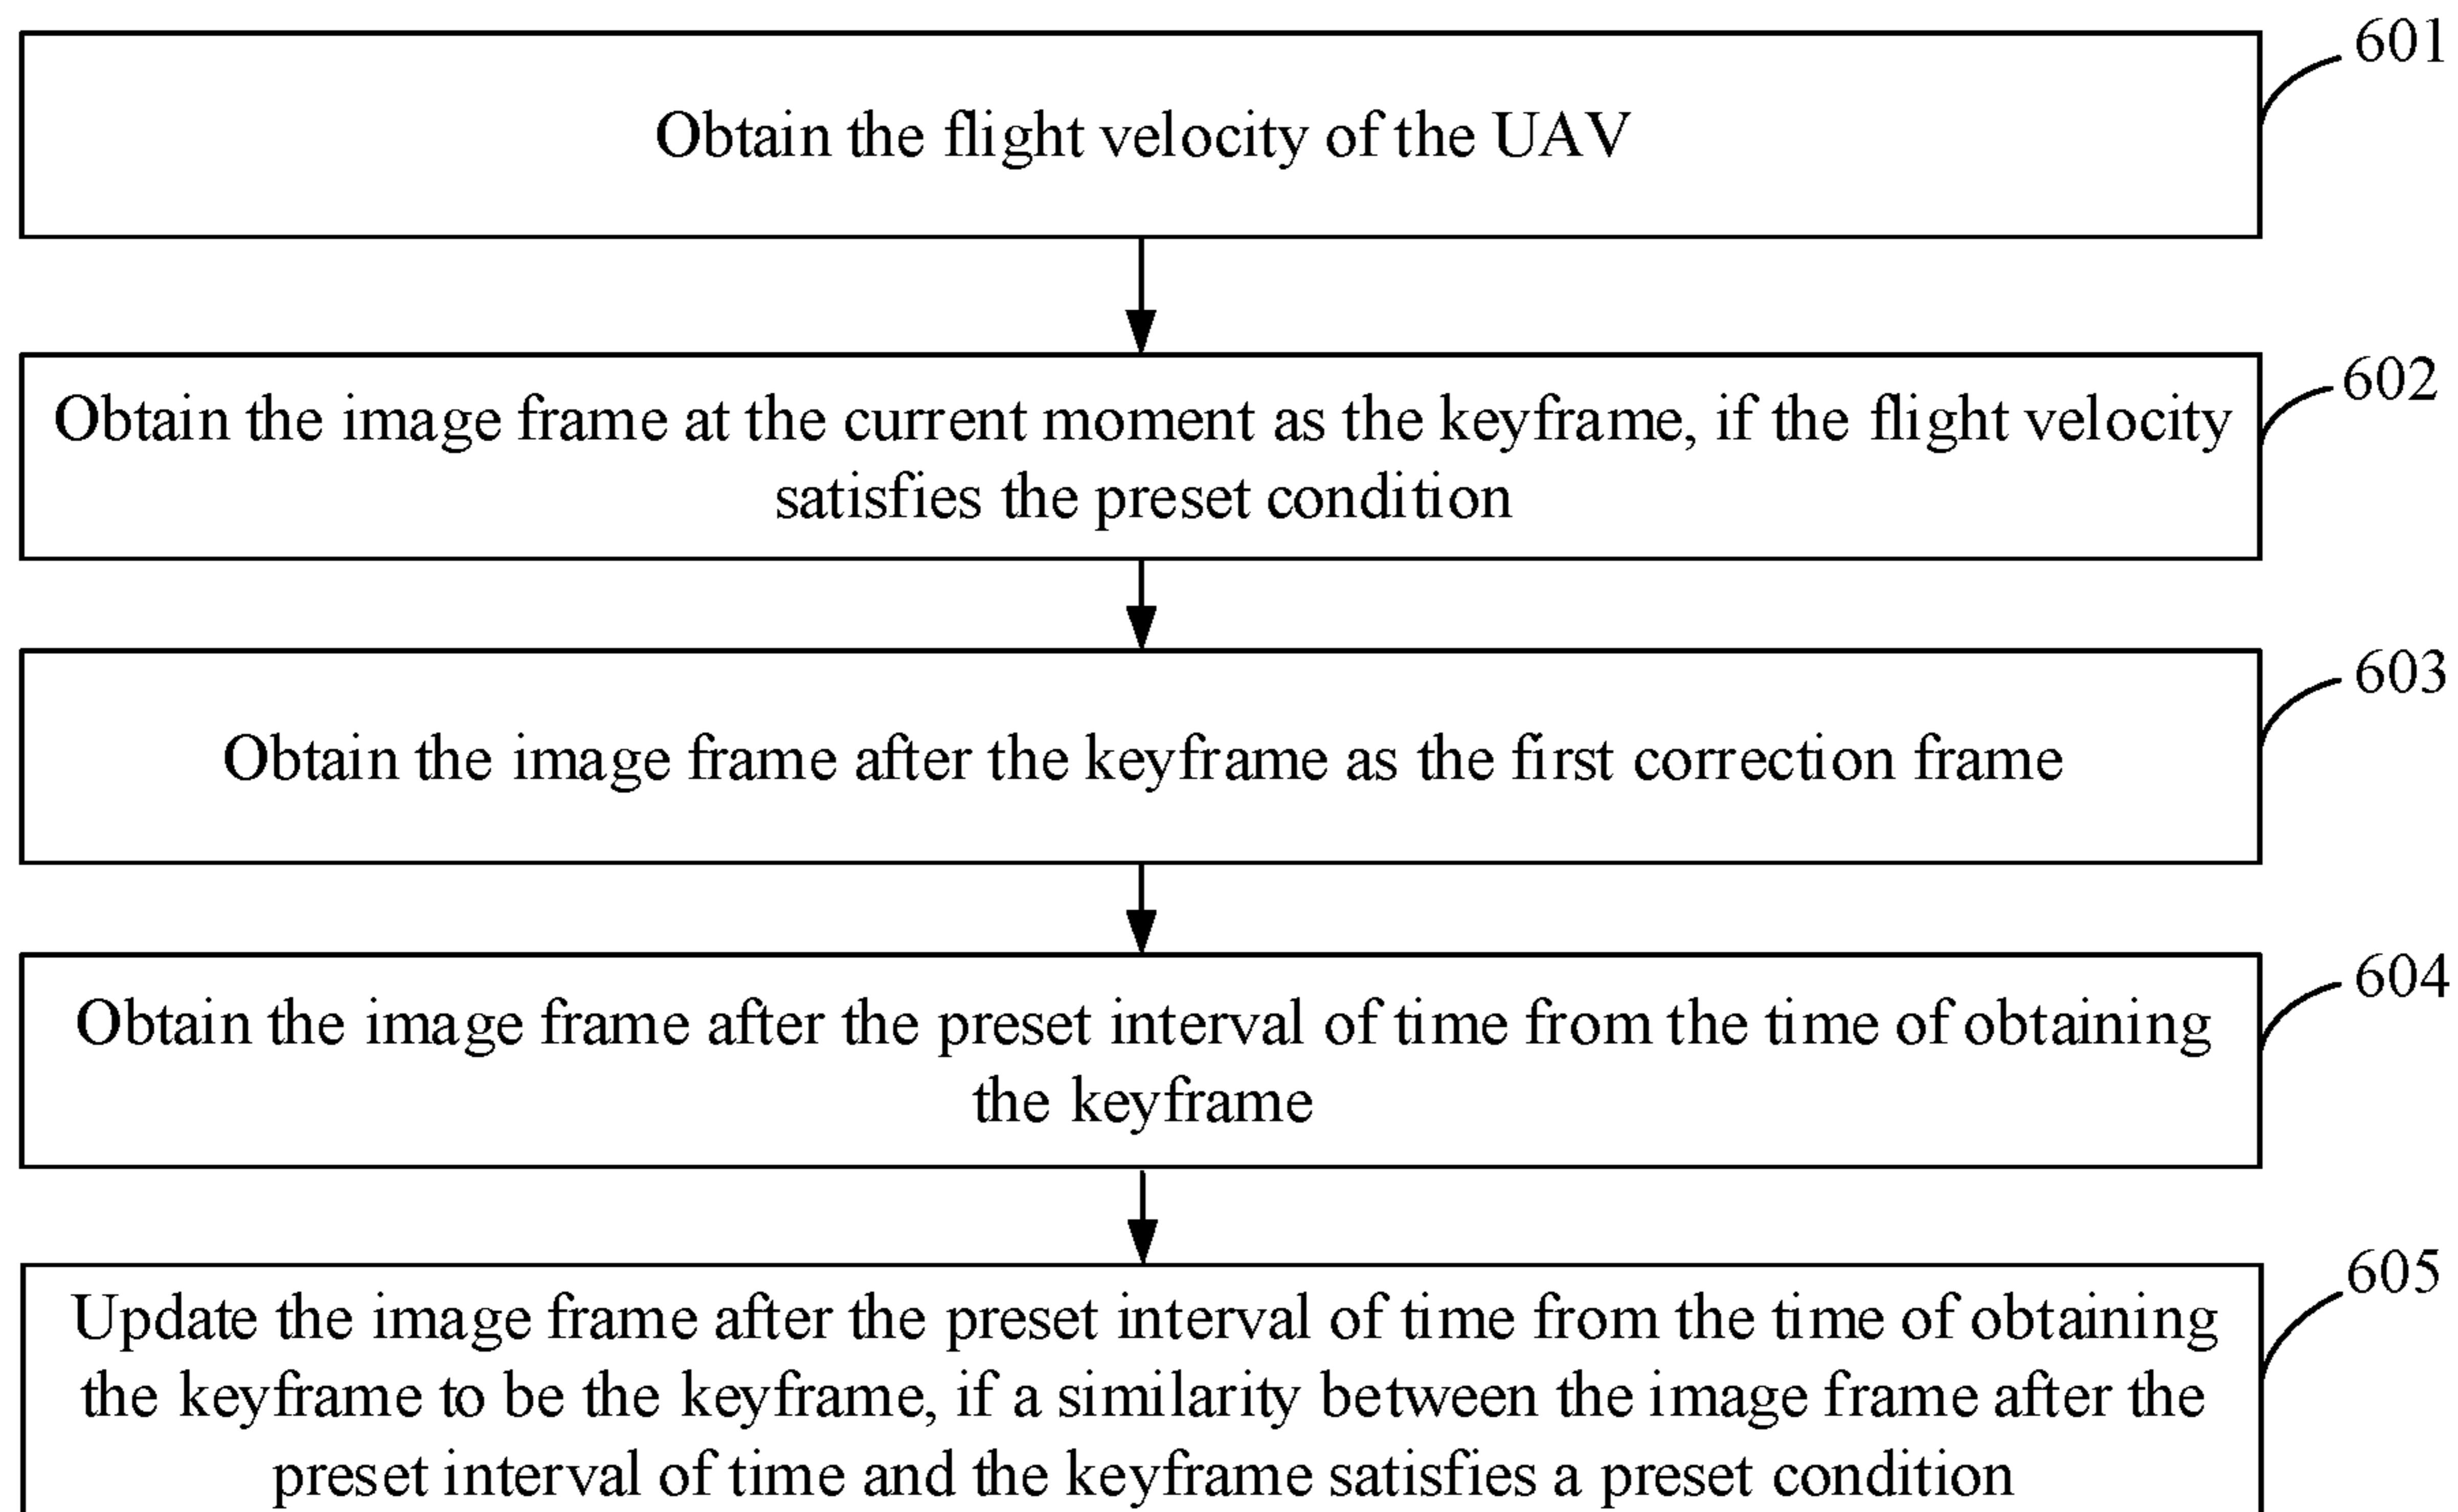 601
Obtain the flight velocity of the UAV
602
Obtain the image frame at the current moment as the keyframe, if the flight velocity
satisfies the preset condition
603
Obtain the image frame after the keyframe as the first correction frame
604
Obtain the image frame after the preset interval of time from the time of obtaining
the keyframe
605
Update the image frame after the preset interval of time from the time of obtaining
the keyframe to be the keyframe, if a similarity between the image frame after the
preset interval of time and the keyframe satisfies a preset condition